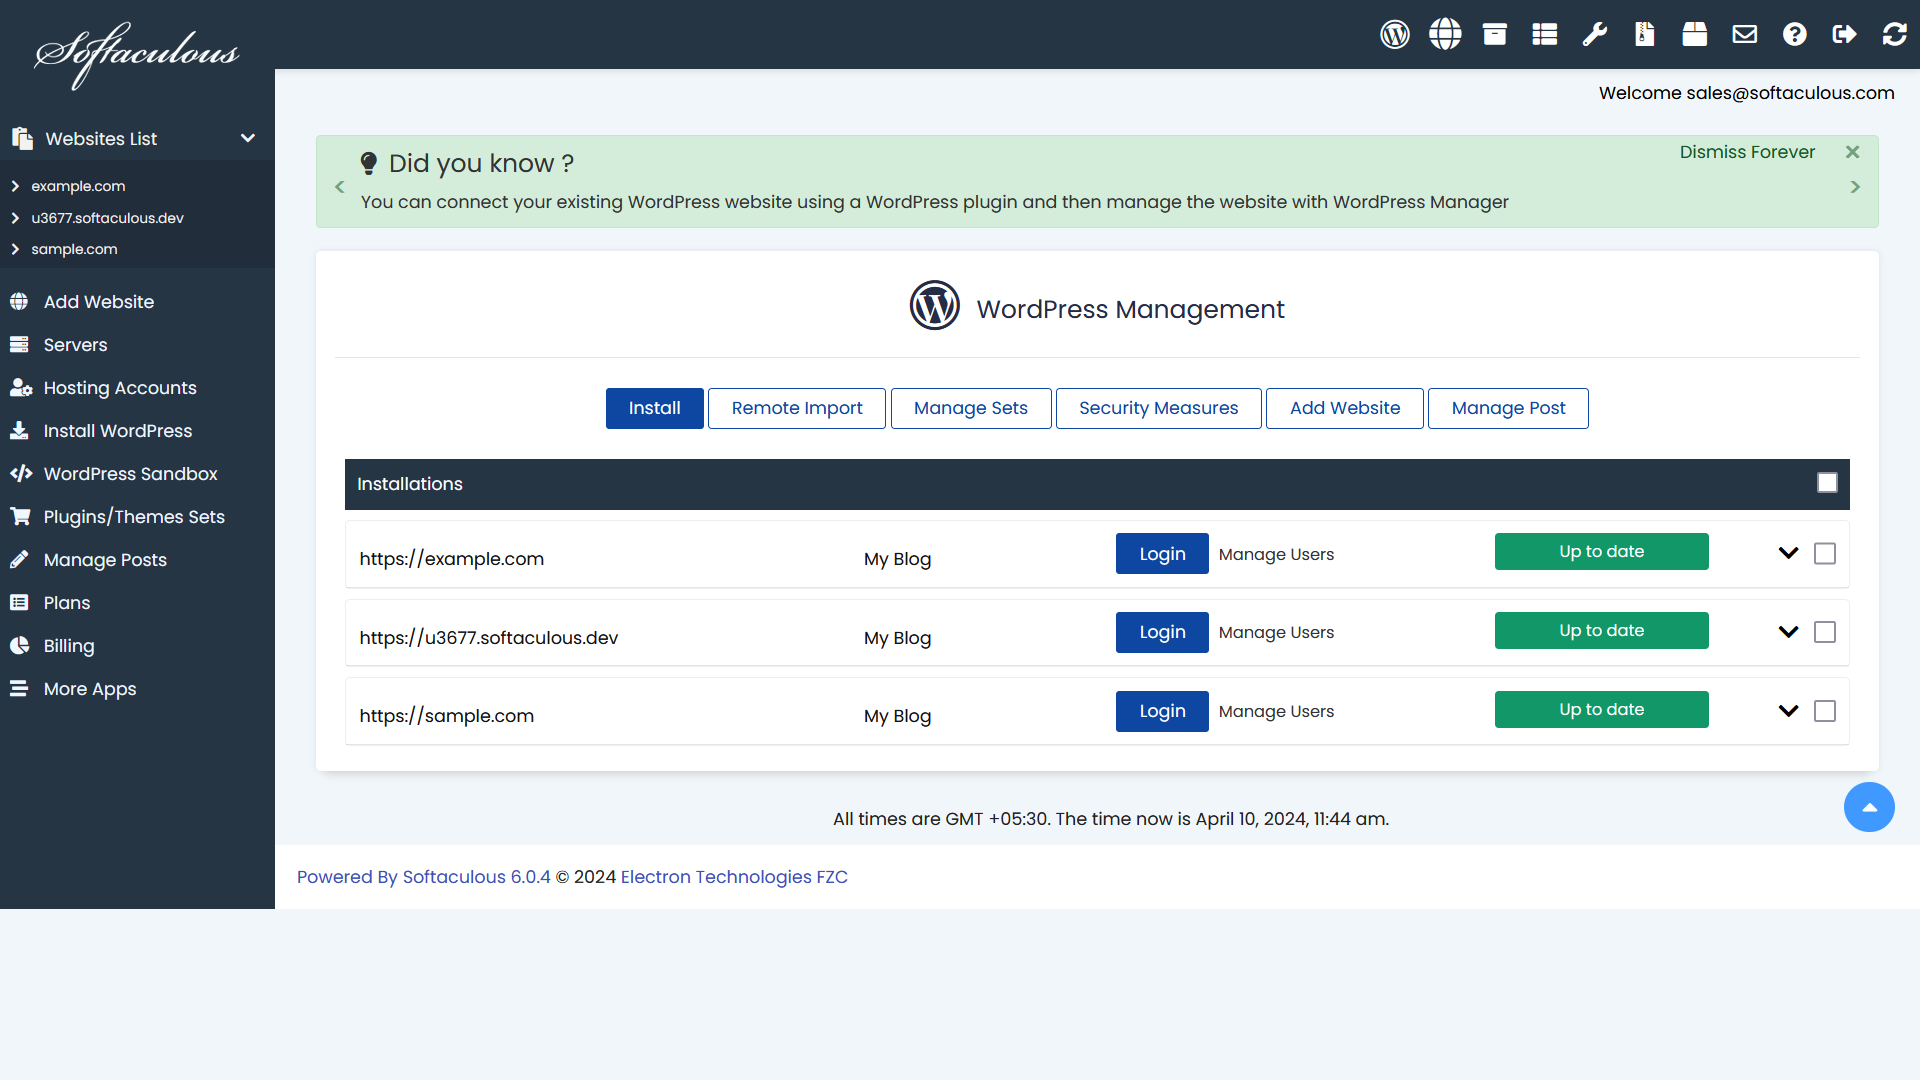 Softaculous
Welcome sales@softaculous.com
Websites List
example.com
u3677.softaculous.dev
sample.com
Add Website
Servers
Hosting Accounts
Install WordPress
WordPress Sandbox
Plugins/Themes Sets
Manage Posts
Plans
Billing
More Apps
Did you know ?
Dismiss Forever
You can connect your existing WordPress website using a WordPress plugin and then manage the website with WordPress Manager
WordPress Management
Install Remote Import Manage Sets Security Measures Add Website Manage Post
Installations
https://example.com My Blog Login Manage Users Up to date
https://u3677.softaculous.dev My Blog Login Manage Users Up to date
https://sample.com My Blog Login Manage Users Up to date
All times are GMT +05:30. The time now is April 10, 2024, 11:44 am.
Powered By Softaculous 6.0.4 © 2024 Electron Technologies FZC